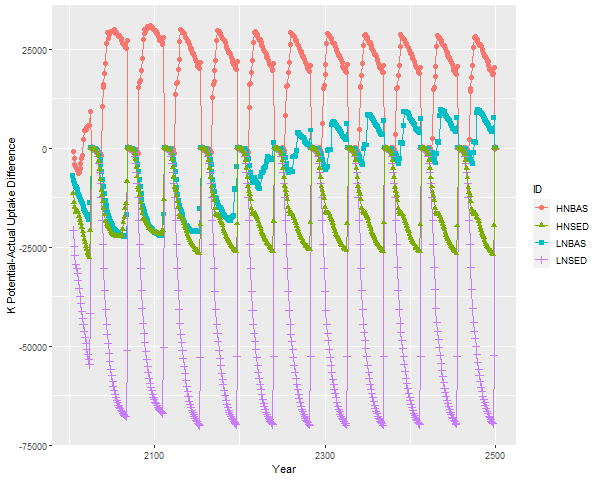 25000
0
-25000
-50000
-75000
K Potential-Actual Uptake Difference
2100
2300
2500
Year
ID
HNBAS
HNSED
LNBAS
LNSED